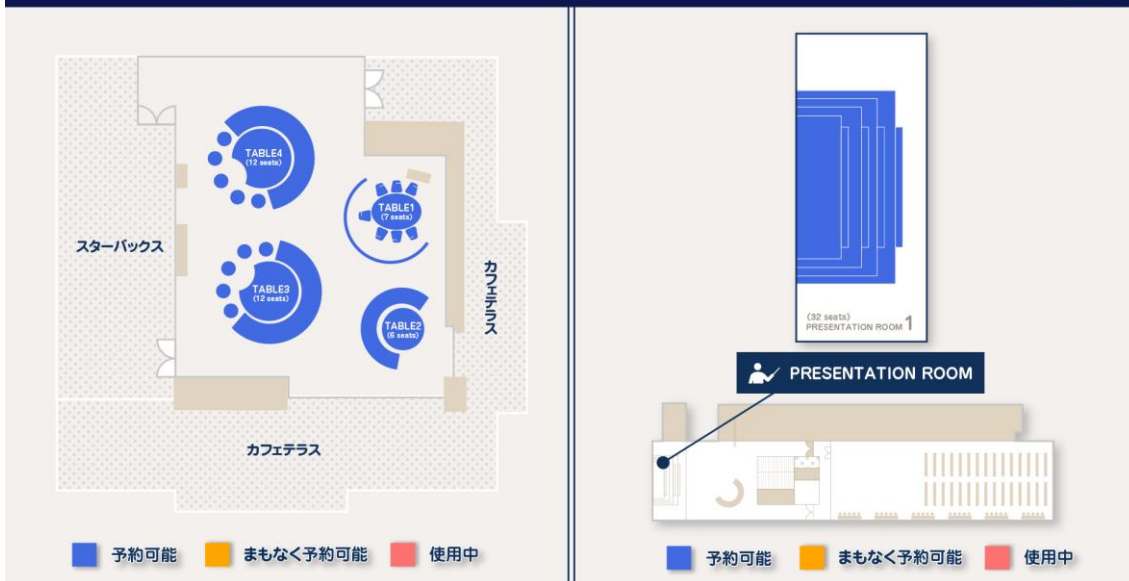 TABLE4
(12 seats)
TABLE1
(7 seats)
スターバックス
カフェテラス
TABLE3
(12 seats)
TABLE2
(6 seats)
カフェテラス
予約可能
まもなく予約可能
使用中
(32 seats)
PRESENTATION ROOM 1
PRESENTATION ROOM
予約可能
まもなく予約可能
使用中